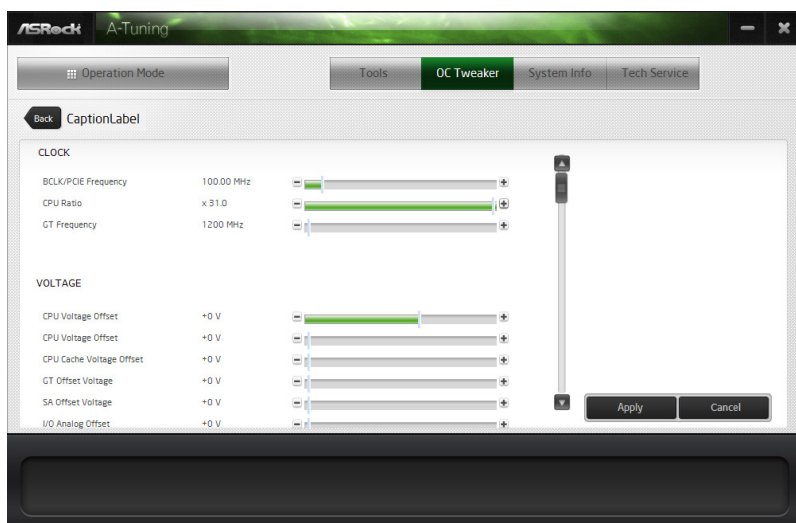 ASRock A-Tuning
Operation Mode Tools OC Tweaker System Info Tech Service
Back CaptionLabel
CLOCK
BCLK/PCIE Frequency 100.00 MHz
CPU Ratio x 31.0
GT Frequency 1200 MHz
VOLTAGE
CPU Voltage Offset +0 V
CPU Voltage Offset +0 V
CPU Cache Voltage Offset +0 V
GT Offset Voltage +0 V
SA Offset Voltage +0 V
I/O Analog Offset +0 V
Apply Cancel